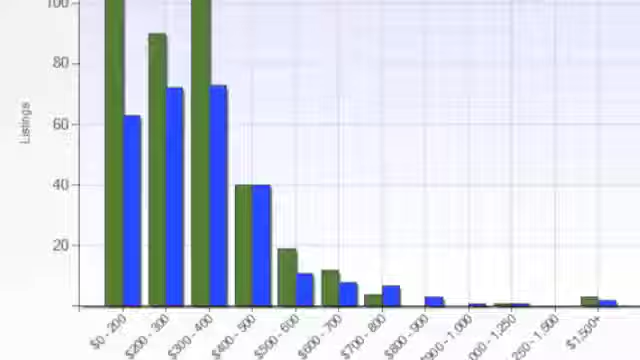 100
80
60
40
20
Listings
$0 - 200
$200 - 300
$300 - 400
$400 - 500
$500 - 600
$600 - 700
$700 - 800
$800 - 900
000 - 1,000
000 - 1,250
250 - 1,500
$1,500+